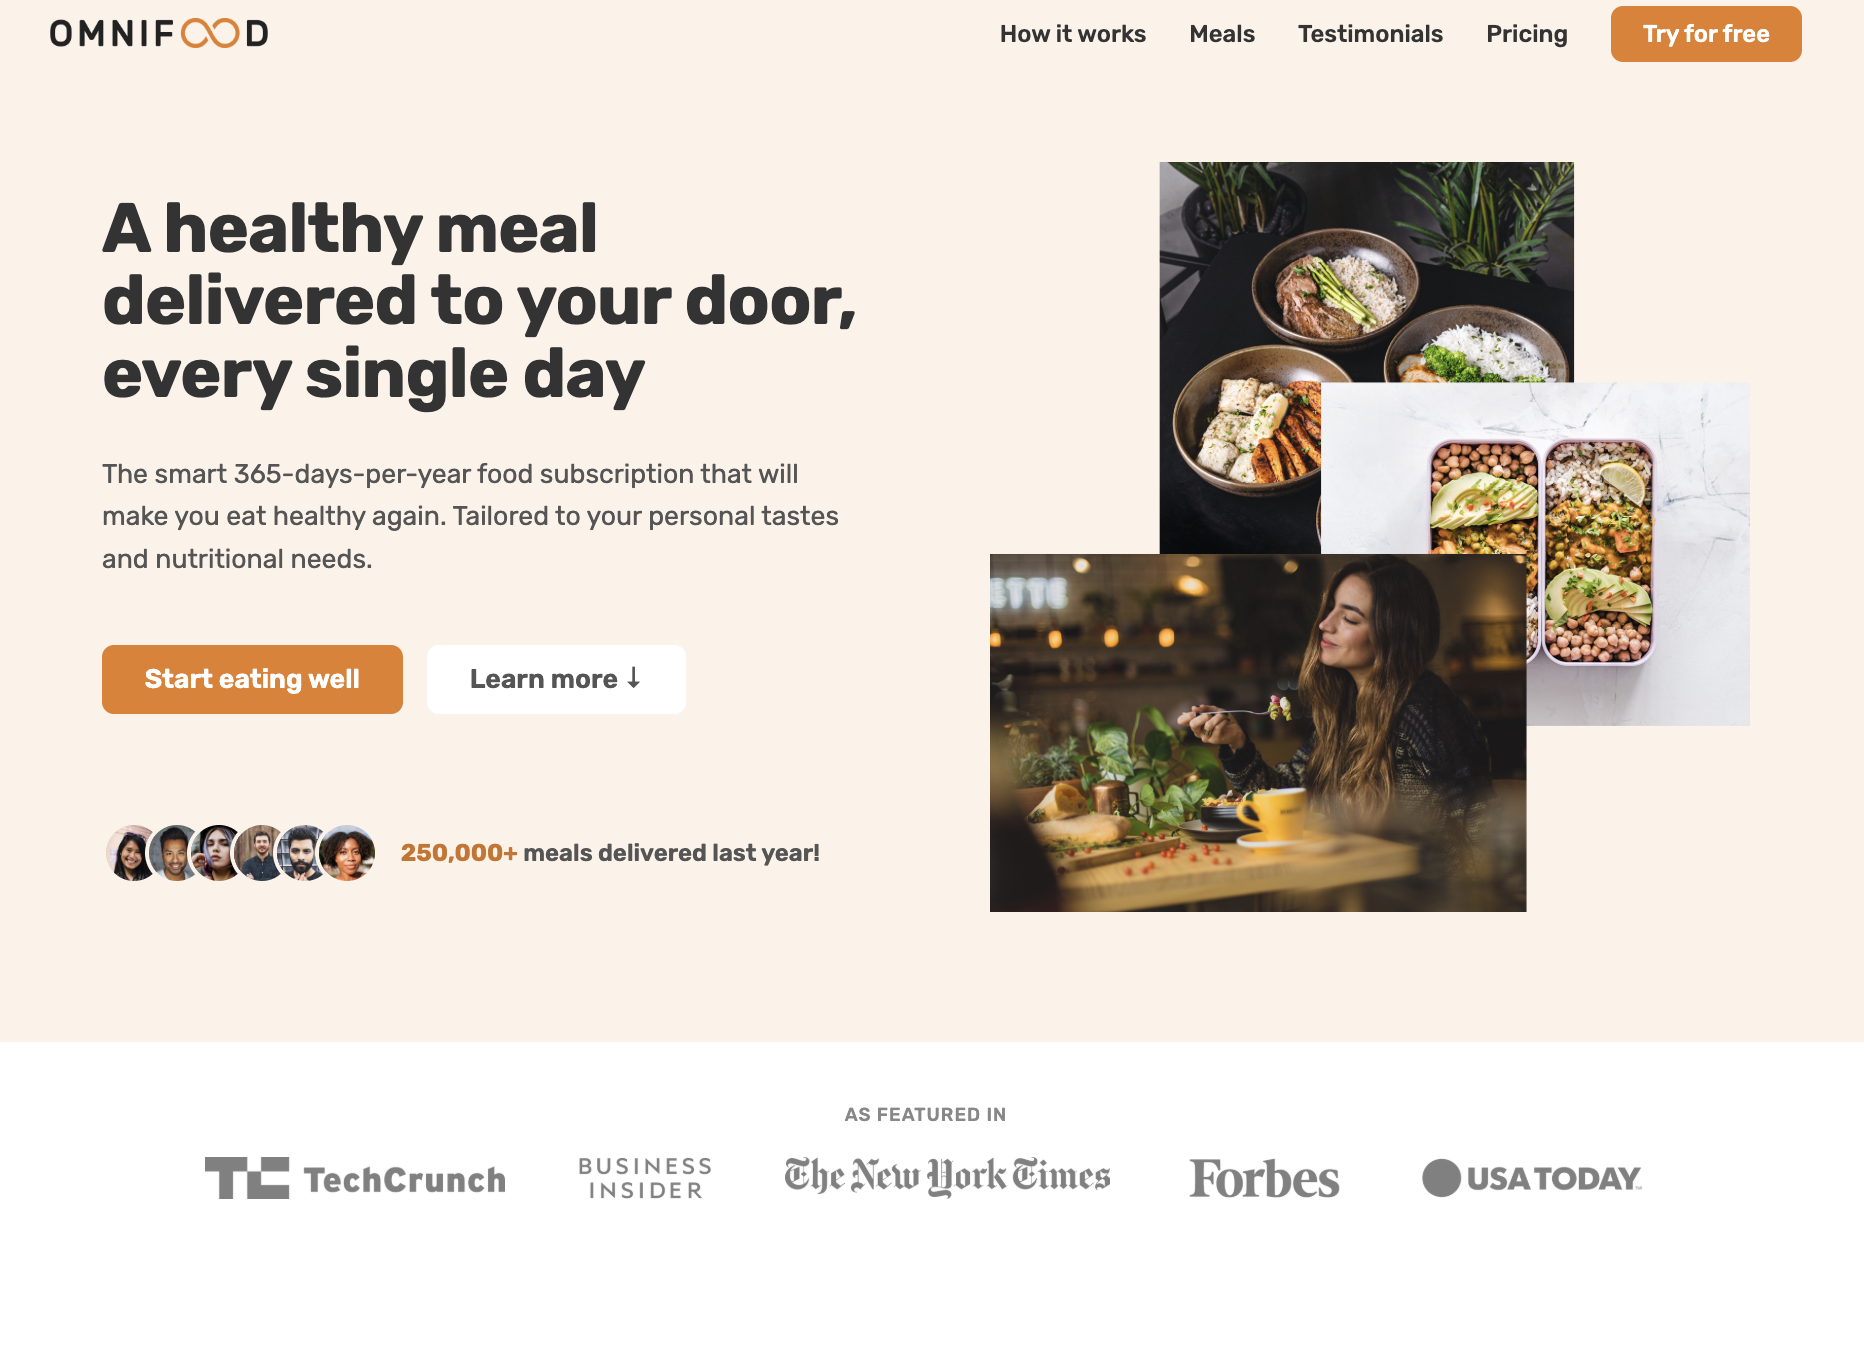 OMNIFOOD
How it works
Meals
Testimonials
Pricing
Try for free
A healthy meal
delivered to your door,
every single day
The smart 365-days-per-year food subscription that will
make you eat healthy again. Tailored to your personal tastes
and nutritional needs.
Start eating well
Learn more ↓
250,000+ meals delivered last year!
ETTE
AS FEATURED IN
TC TechCrunch
BUSINESS
INSIDER
The New York Times
Forbes
USA TODAY